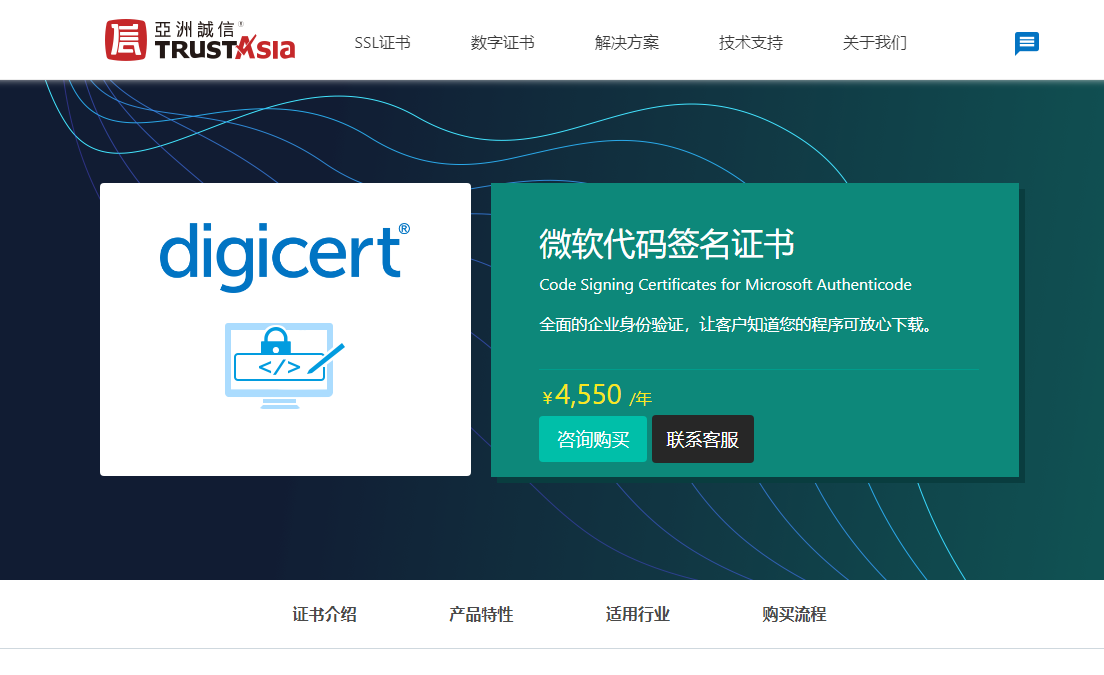 亞洲誠信®
TRUSTAsia
SSL证书 数字证书 解决方案 技术支持 关于我们
digicert®
</>
微软代码签名证书
Code Signing Certificates for Microsoft Authenticode
全面的企业身份验证，让客户知道您的程序可放心下载。
¥4,550 /年
咨询购买 联系客服
证书介绍 产品特性 适用行业 购买流程